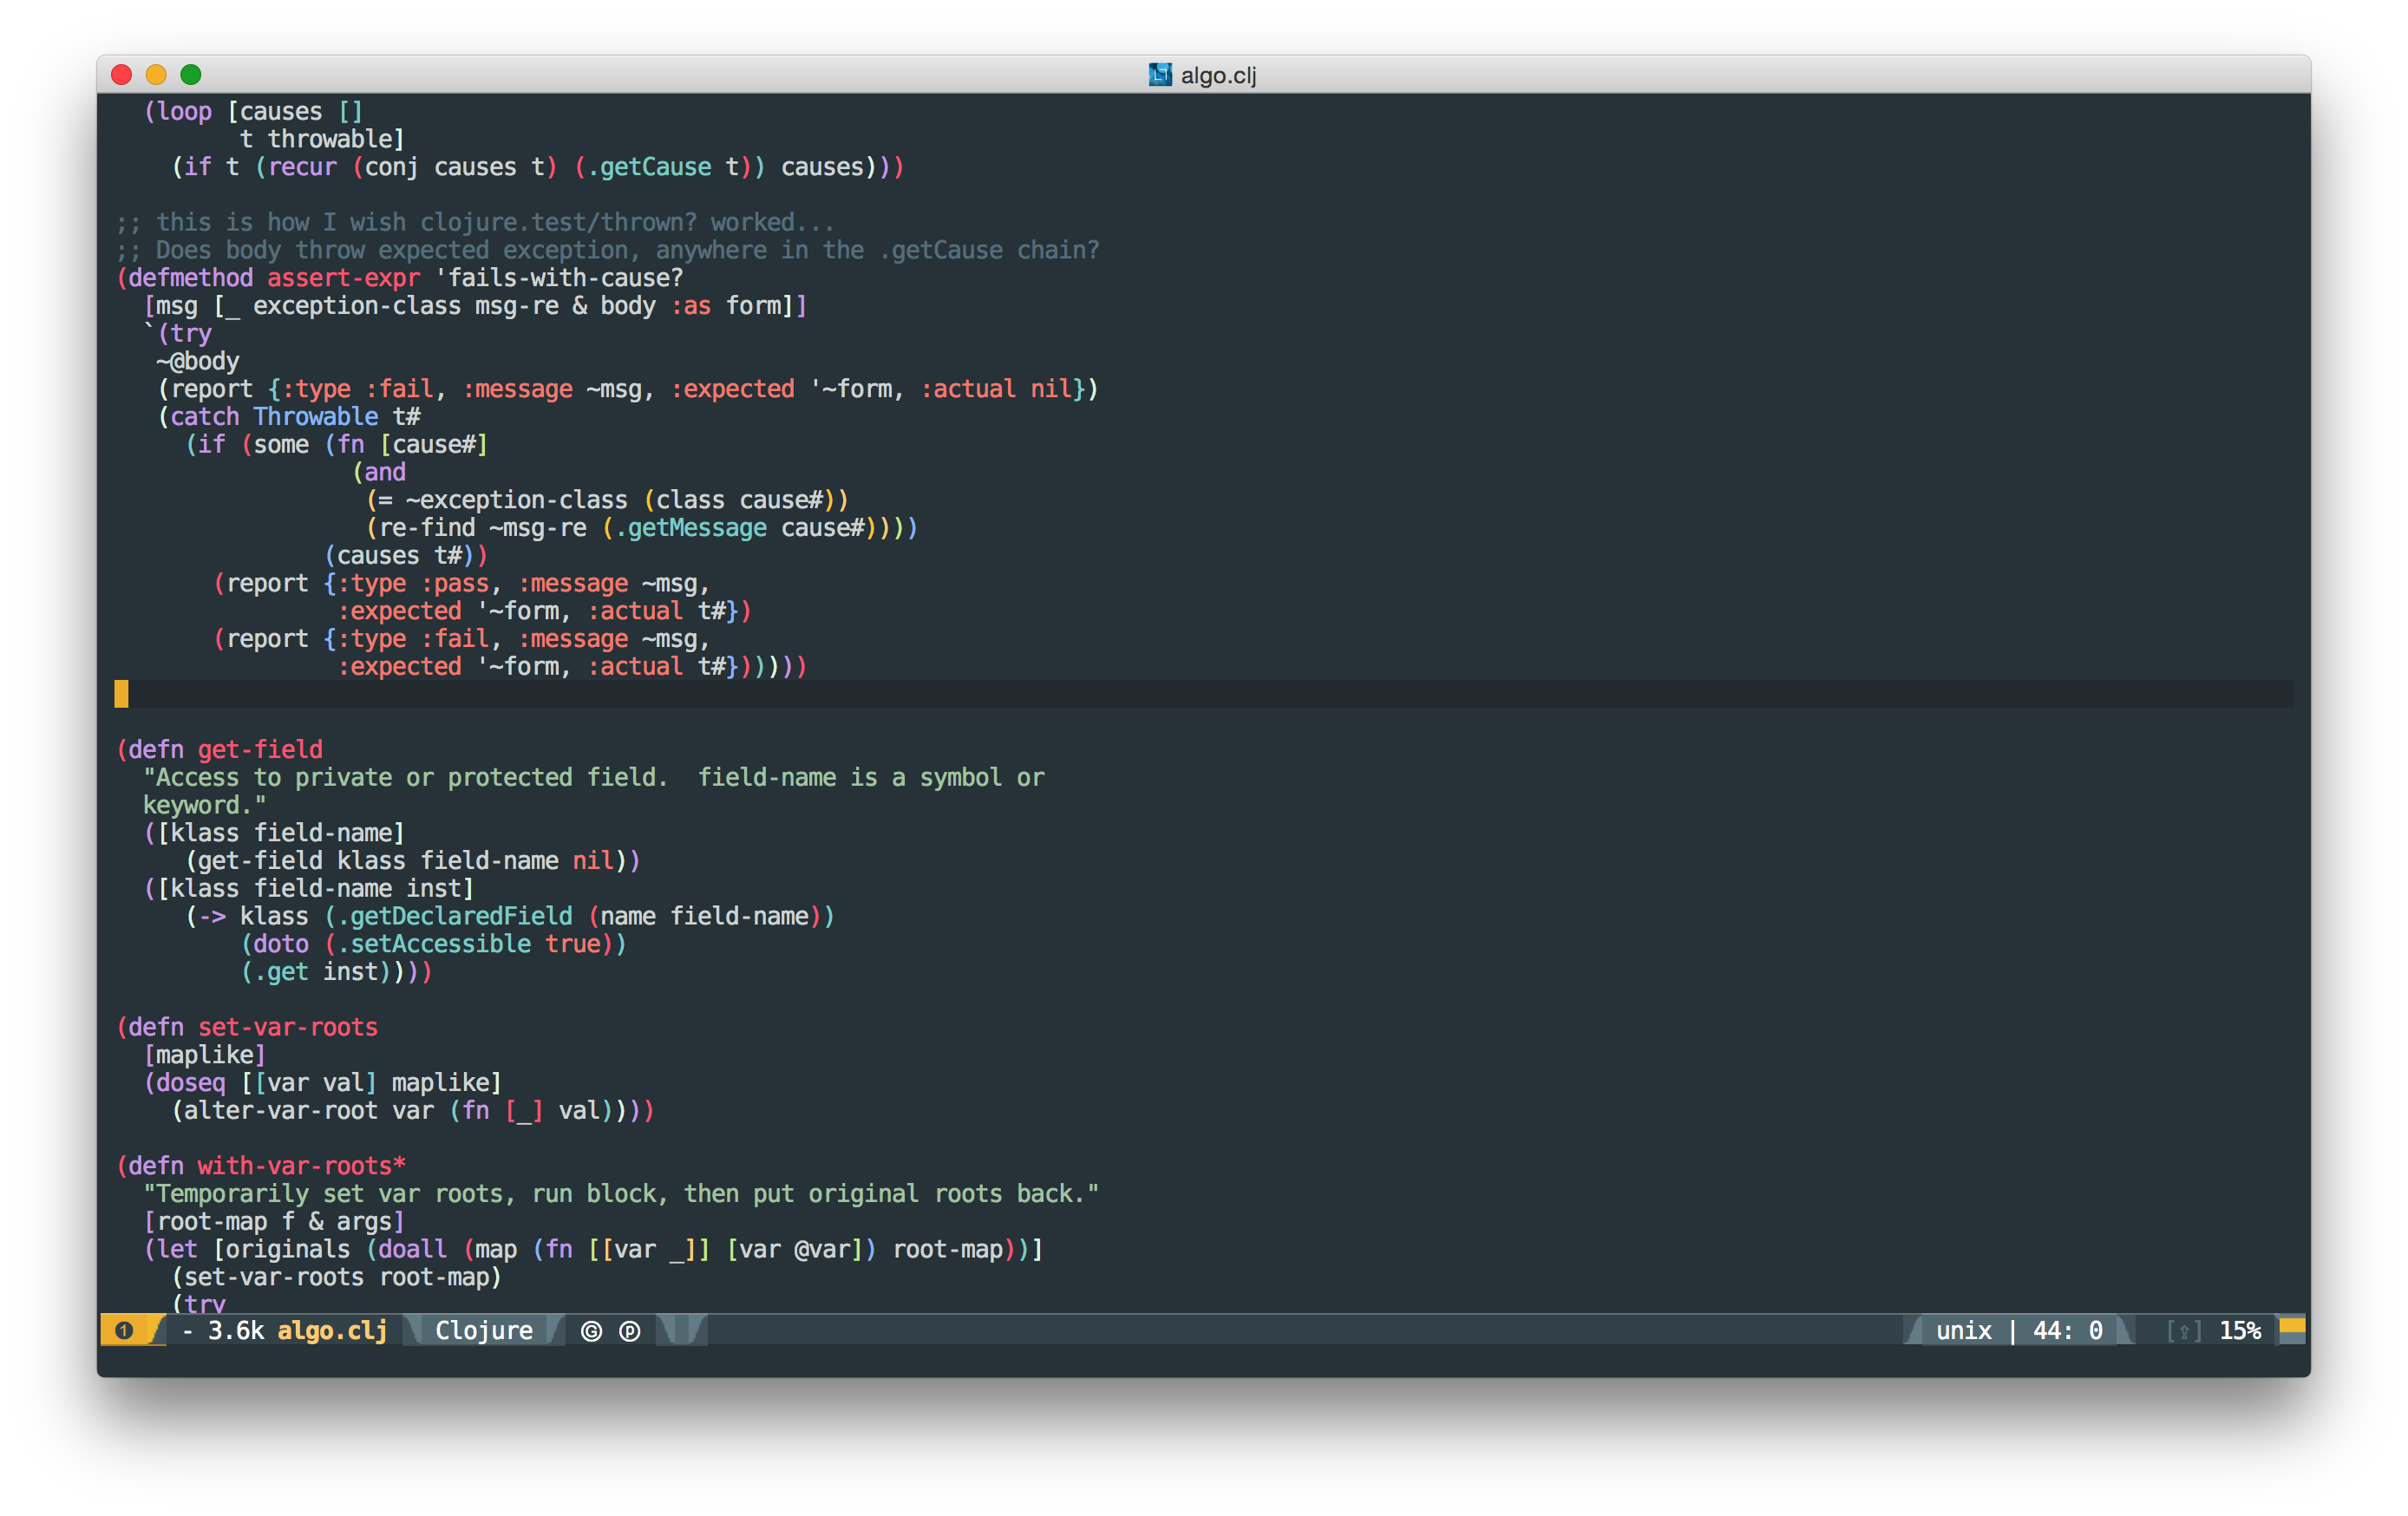 algo.clj
(loop [causes []
t throwable]
(if t (recur (conj causes t) (.getCause t)) causes)))
;; this is how I wish clojure.test/thrown? worked...
;; Does body throw expected exception, anywhere in the .getCause chain?
(defmethod assert-expr 'fails-with-cause?
[msg [_ exception-class msg-re & body :as form]]
`(try
~@body
(report {:type :fail, :message ~msg, :expected '~form, :actual nil})
(catch Throwable t#
(if (some (fn [cause#]
(and
(= ~exception-class (class cause#))
(re-find ~msg-re (.getMessage cause#))))
(causes t#))
(report {:type :pass, :message ~msg,
:expected '~form, :actual t#})
(report {:type :fail, :message ~msg,
:expected '~form, :actual t#})))))
(defn get-field
"Access to private or protected field.  field-name is a symbol or
keyword."
([klass field-name]
(get-field klass field-name nil))
([klass field-name inst]
(-> klass (.getDeclaredField (name field-name))
(doto (.setAccessible true))
(.get inst))))
(defn set-var-roots
[maplike]
(doseq [[var val] maplike]
(alter-var-root var (fn [_] val))))
(defn with-var-roots*
"Temporarily set var roots, run block, then put original roots back."
[root-map f & args]
(let [originals (doall (map (fn [[var _]] [var @var]) root-map))]
(set-var-roots root-map)
(try
❶ - 3.6k algo.clj Clojure Ⓖ ⓟ unix | 44: 0 [⇧] 15%